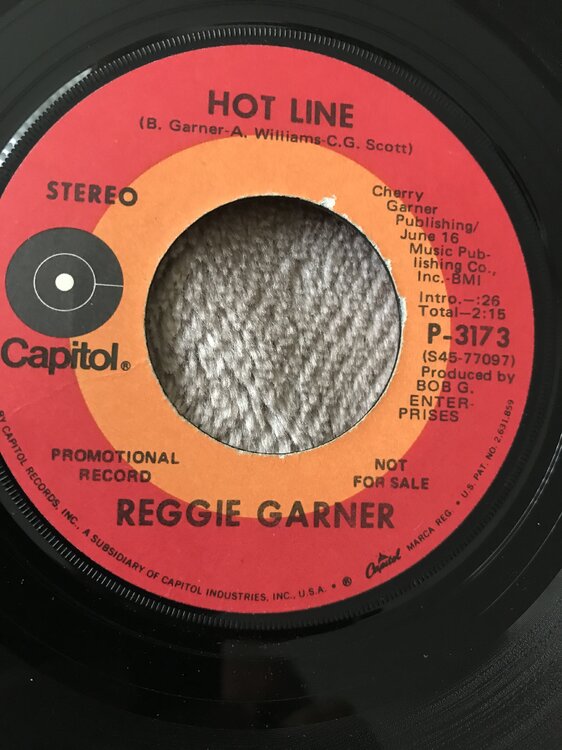 HOT LINE
(B. Garner-A. Williams-C.G. Scott)
STEREO
Cherry
Garner
Publishing/
June 16
Music Pub-
lishing Co.,
Inc.-BMI
Intro.-:26
Total-2:15
P-3173
(S45-77097)
Produced by
BOB G.
ENTER-
PRISES
Capitol®
PROMOTIONAL
RECORD
NOT
FOR SALE
REGGIE GARNER
BY CAPITOL RECORDS, INC., A SUBSIDIARY OF CAPITOL INDUSTRIES, INC., U.S.A. • ® Capitol MARCA REG. • U.S. PAT. NO. 2,631,859